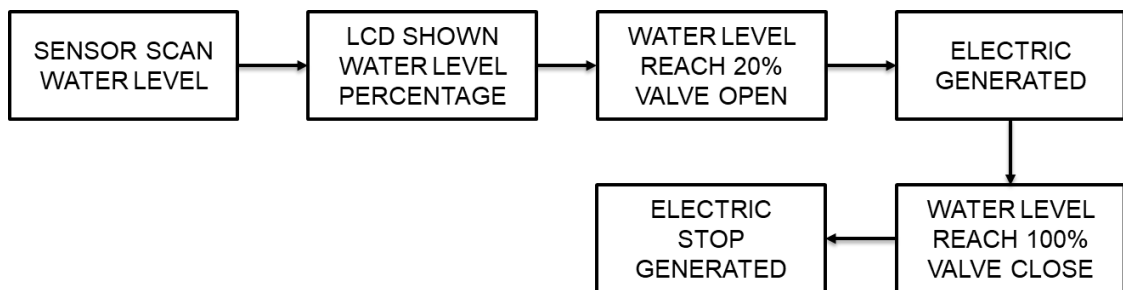 SENSOR SCAN
WATER LEVEL
LCD SHOWN
WATER LEVEL
PERCENTAGE
WATER LEVEL
REACH 20%
VALVE OPEN
ELECTRIC
GENERATED
WATER LEVEL
REACH 100%
VALVE CLOSE
ELECTRIC
STOP
GENERATED